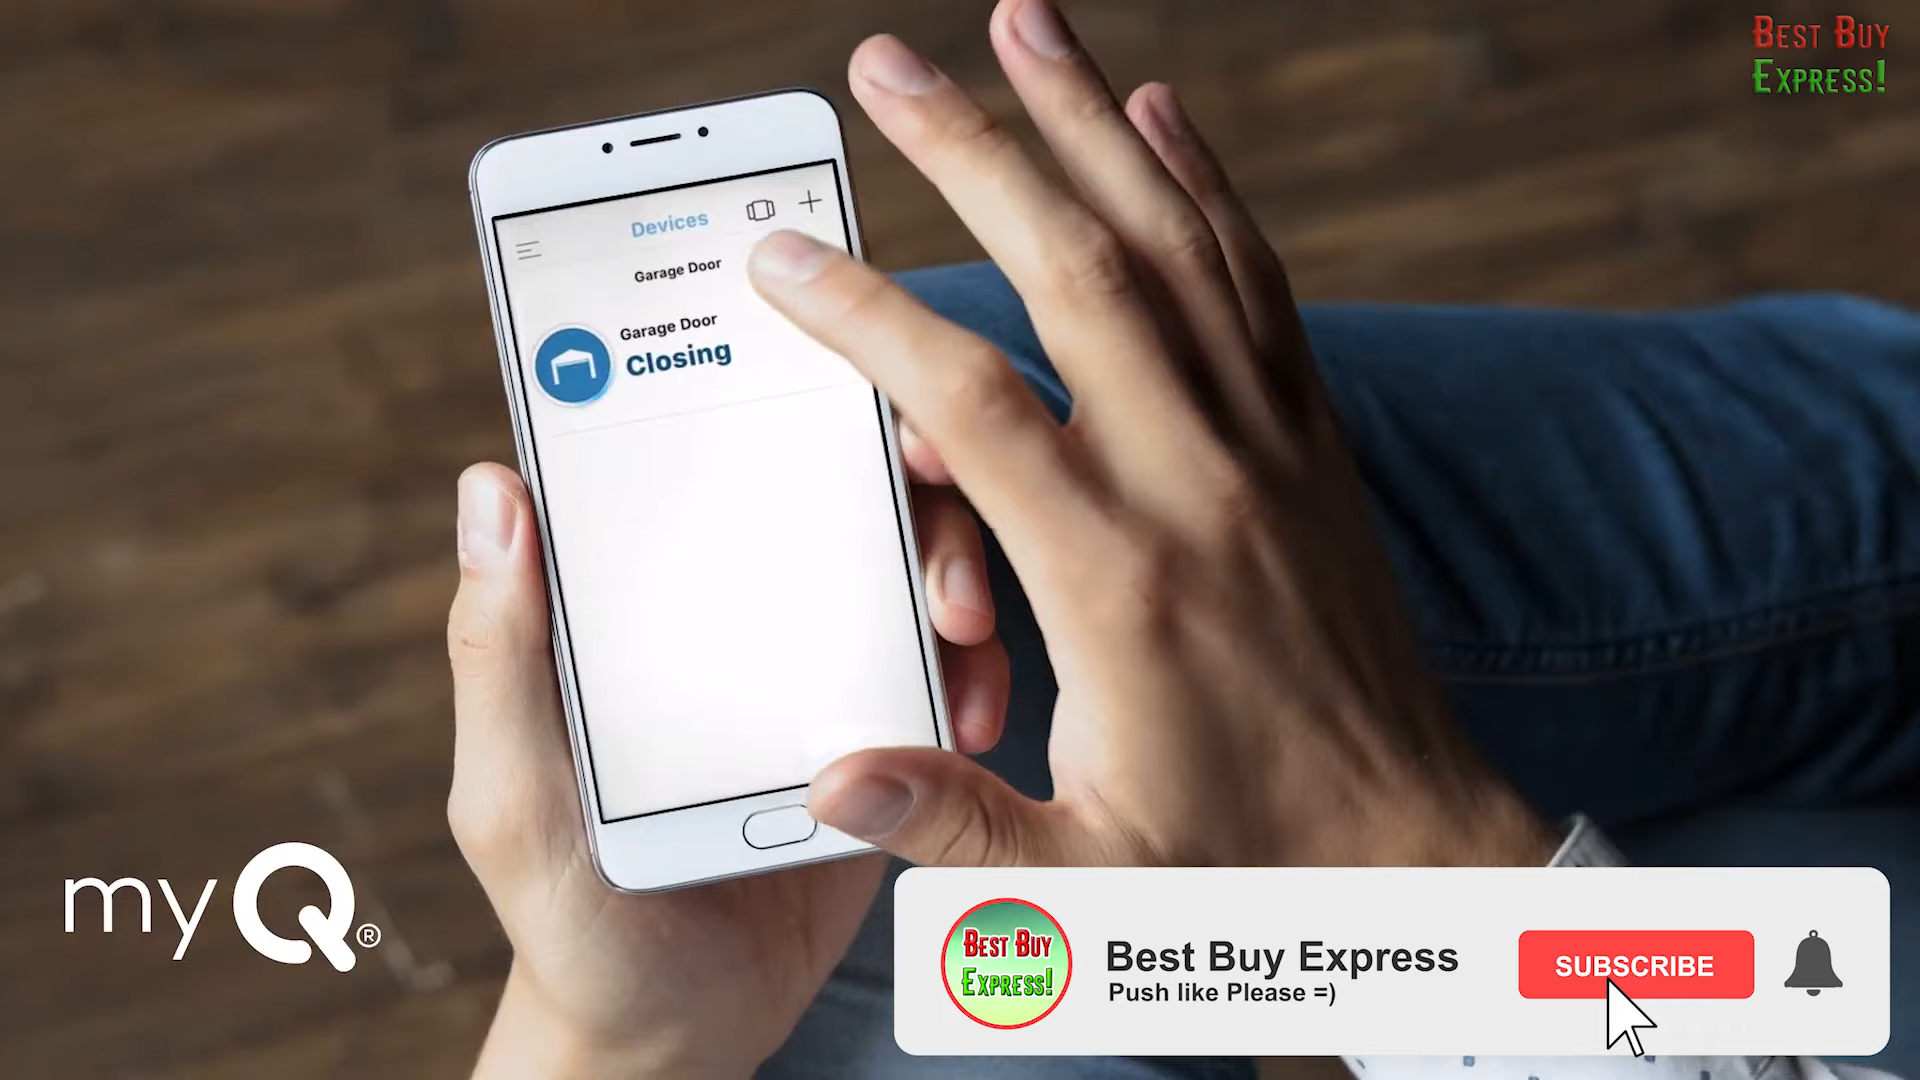 BEST BUY
EXPRESS!
Devices
Garage Door
Garage Door
Closing
myQ®
BEST BUY
EXPRESS!
Best Buy Express
Push like Please =)
SUBSCRIBE